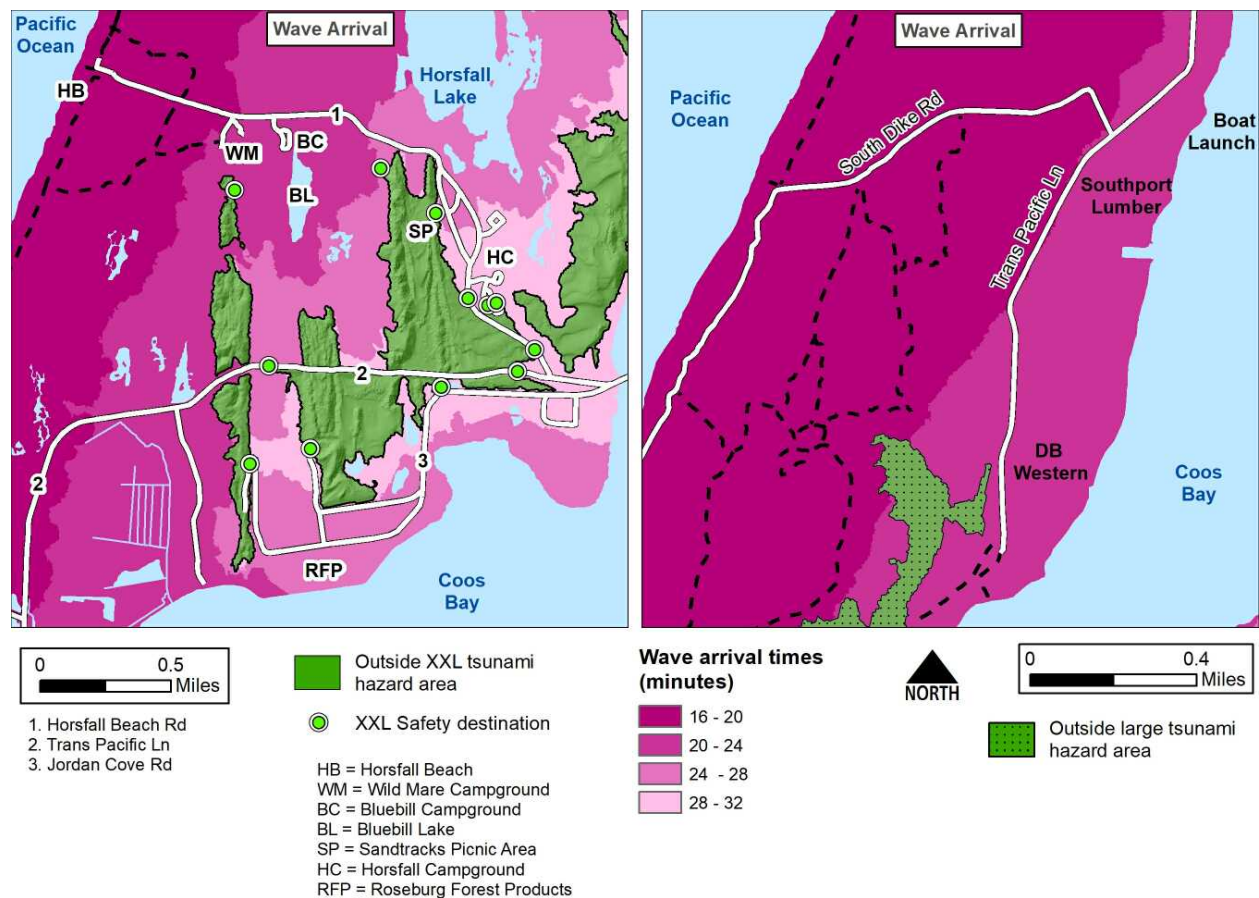 Pacific
Ocean
Wave Arrival
Horsfall
Lake
HB
1
WM
BC
BL
SP
HC
2
2
3
RFP
Coos
Bay
Wave Arrival
Pacific
Ocean
South Dike Rd
Boat
Launch
Southport
Lumber
Trans Pacific Ln
DB
Western
Coos
Bay
0 0.5
Miles
1. Horsfall Beach Rd
2. Trans Pacific Ln
3. Jordan Cove Rd
Outside XXL tsunami
hazard area
XXL Safety destination
HB = Horsfall Beach
WM = Wild Mare Campground
BC = Bluebill Campground
BL = Bluebill Lake
SP = Sandtracks Picnic Area
HC = Horsfall Campground
RFP = Roseburg Forest Products
Wave arrival times
(minutes)
16 - 20
20 - 24
24 - 28
28 - 32
NORTH
0 0.4
Miles
Outside large tsunami
hazard area